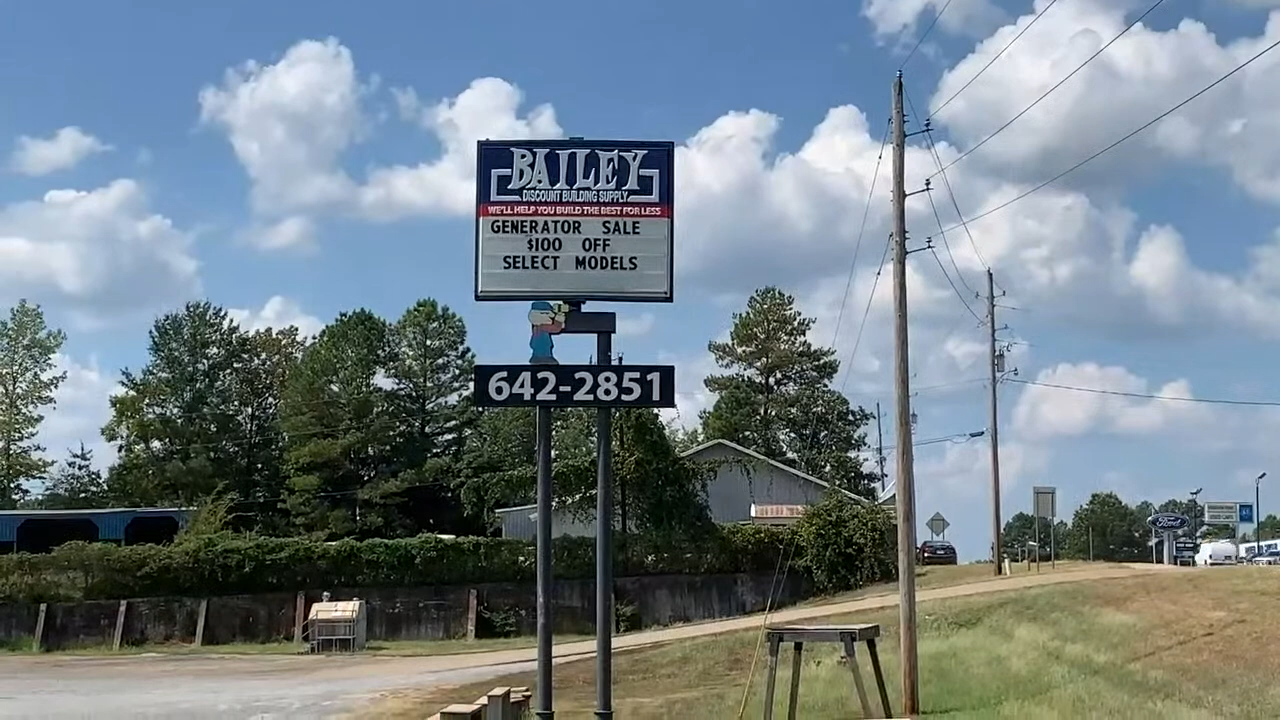 BAILEY
DISCOUNT BUILDING SUPPLY
WE'LL HELP YOU BUILD THE BEST FOR LESS
GENERATOR SALE
$100 OFF
SELECT MODELS
642-2851
Ford